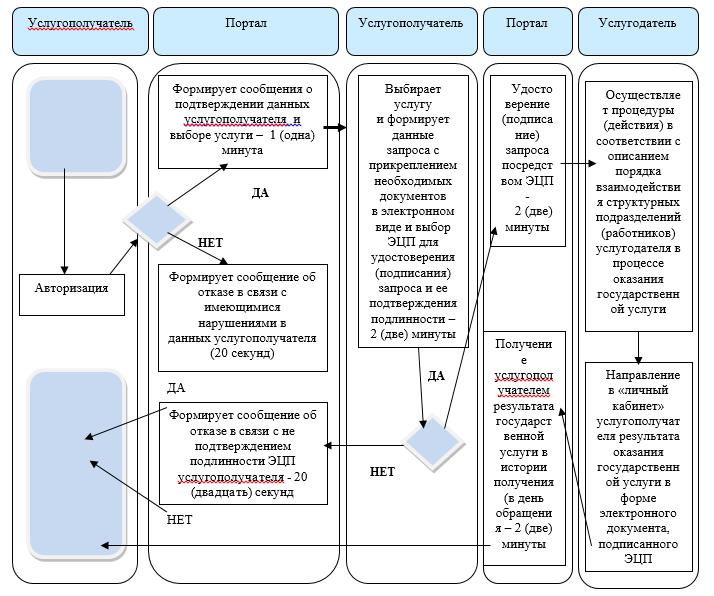 Услугополучатель
Портал
Услугополучатель
Портал
Услугодатель
Авторизация
Формирует сообщения о
подтверждении данных
услугополучателя и
выборе услуги – 1 (одна)
минута
ДА
НЕТ
Формирует сообщение об
отказе в связи с
имеющимися
нарушениями в
данных услугополучателя
(20 секунд)
ДА
Формирует сообщение об
отказе в связи с не
подтверждением
подлинности ЭЦП
услугополучателя - 20
(двадцать) секунд
НЕТ
Выбирает
услугу
и формирует
данные
запроса с
прикреплением
необходимых
документов
в электронном
виде и выбор
ЭЦП для
удостоверения
(подписания)
запроса и ее
подтверждения
подлинности –
2 (две) минуты
ДА
НЕТ
Удосто
верение
(подписа
ние)
запроса
посредст
вом ЭЦП
-
2 (две)
минуты
Получени
е
услугопол
учателем
результата
государст
венной
услуги в
истории
получения
(в день
обращени
я – 2 (две)
минуты
Осуществляе
т процедуры
(действия) в
соответствии с
описанием
порядка
взаимодействи
я структурных
подразделений
(работников)
услугодателя в
процессе
оказания
государственн
ой услуги
Направление
в «личный
кабинет»
услугополучат
еля результата
оказания
государственн
ой услуги в
форме
электронного
документа,
подписанного
ЭЦП